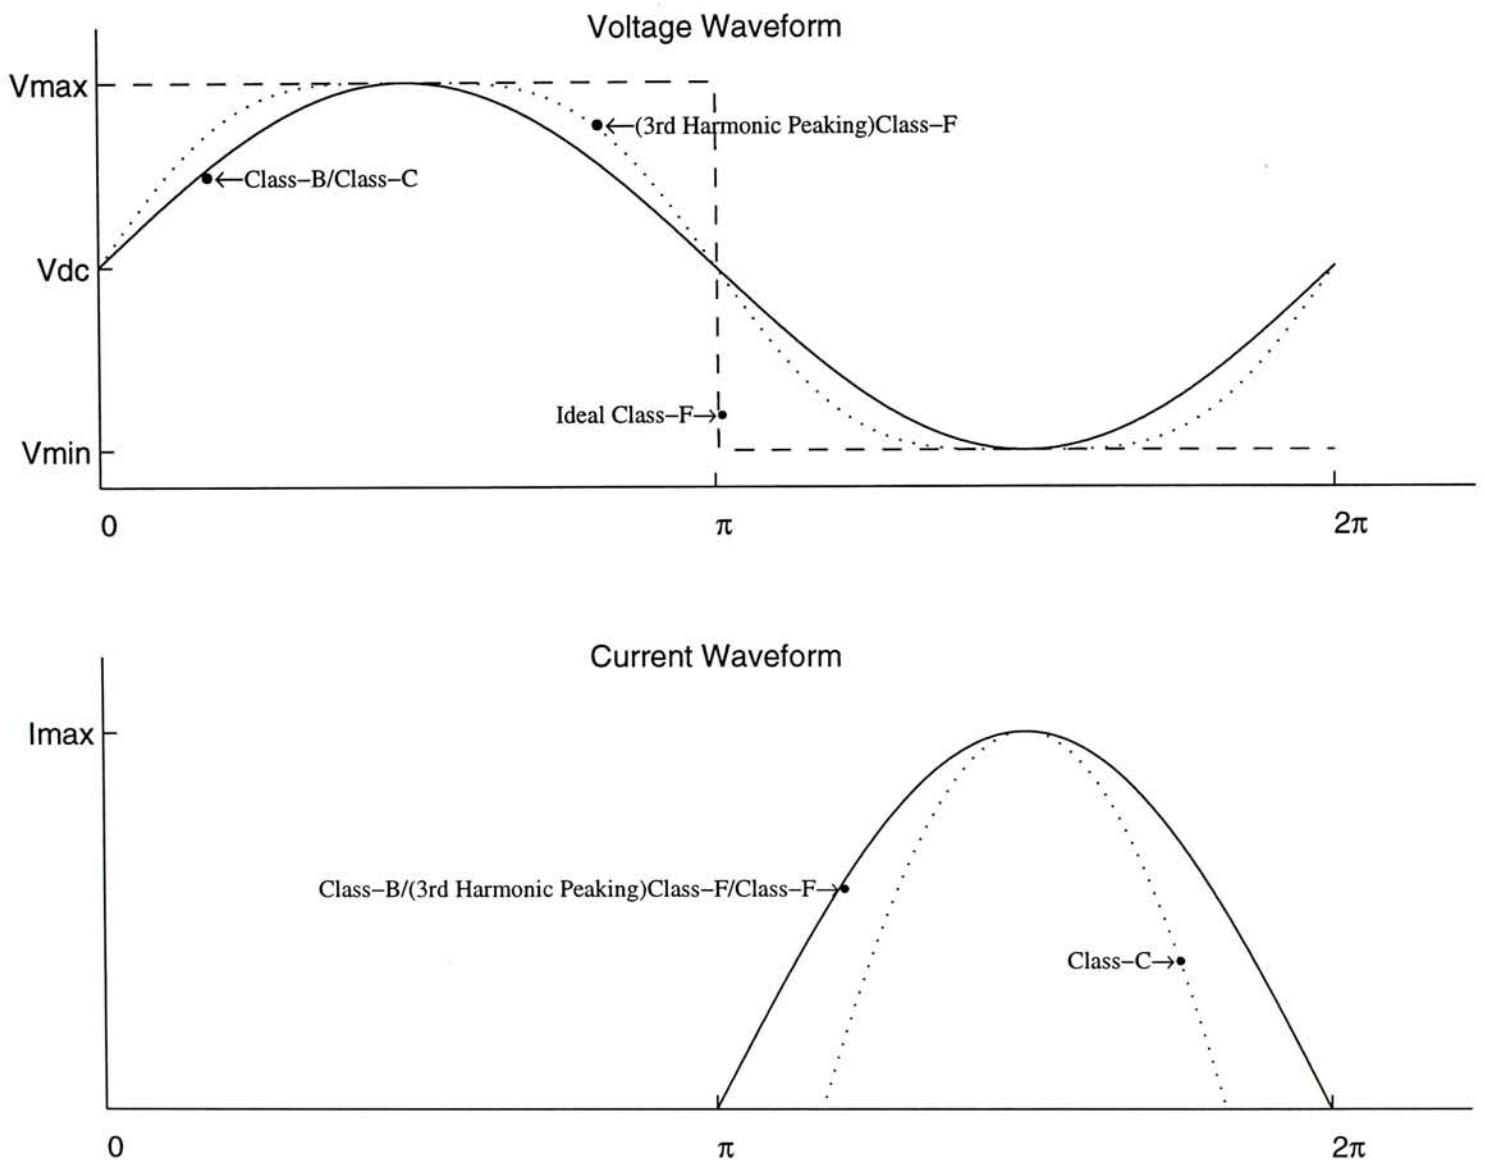 Voltage Waveform
Vmax
←(3rd Harmonic Peaking)Class−F
←Class−B/Class−C
Vdc
Ideal Class−F→
Vmin
0 π 2π
Current Waveform
Imax
Class−B/(3rd Harmonic Peaking)Class−F/Class−F→
Class−C→
0 π 2π